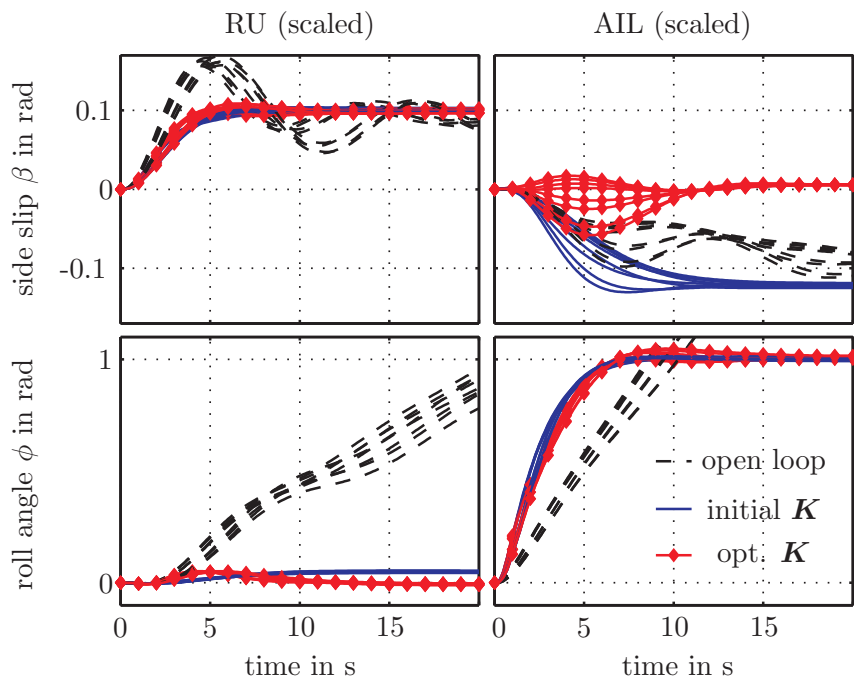 RU (scaled)
AIL (scaled)
side slip β in rad
0.1
0
-0.1
roll angle ϕ in rad
1
0
open loop
initial K
opt. K
0
5
10
15
0
5
10
15
time in s
time in s